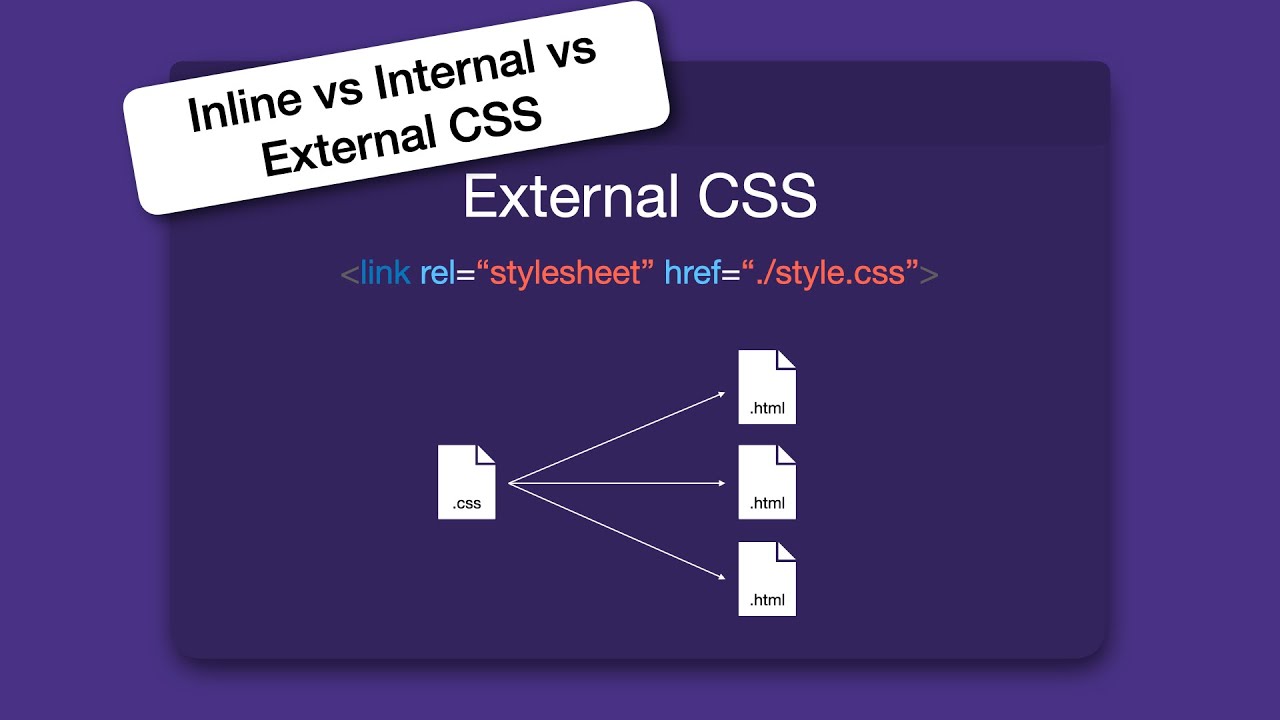 Inline vs Internal vs
External CSS
External CSS
<link rel=“stylesheet” href=“./style.css”>
.html
.css
.html
.html